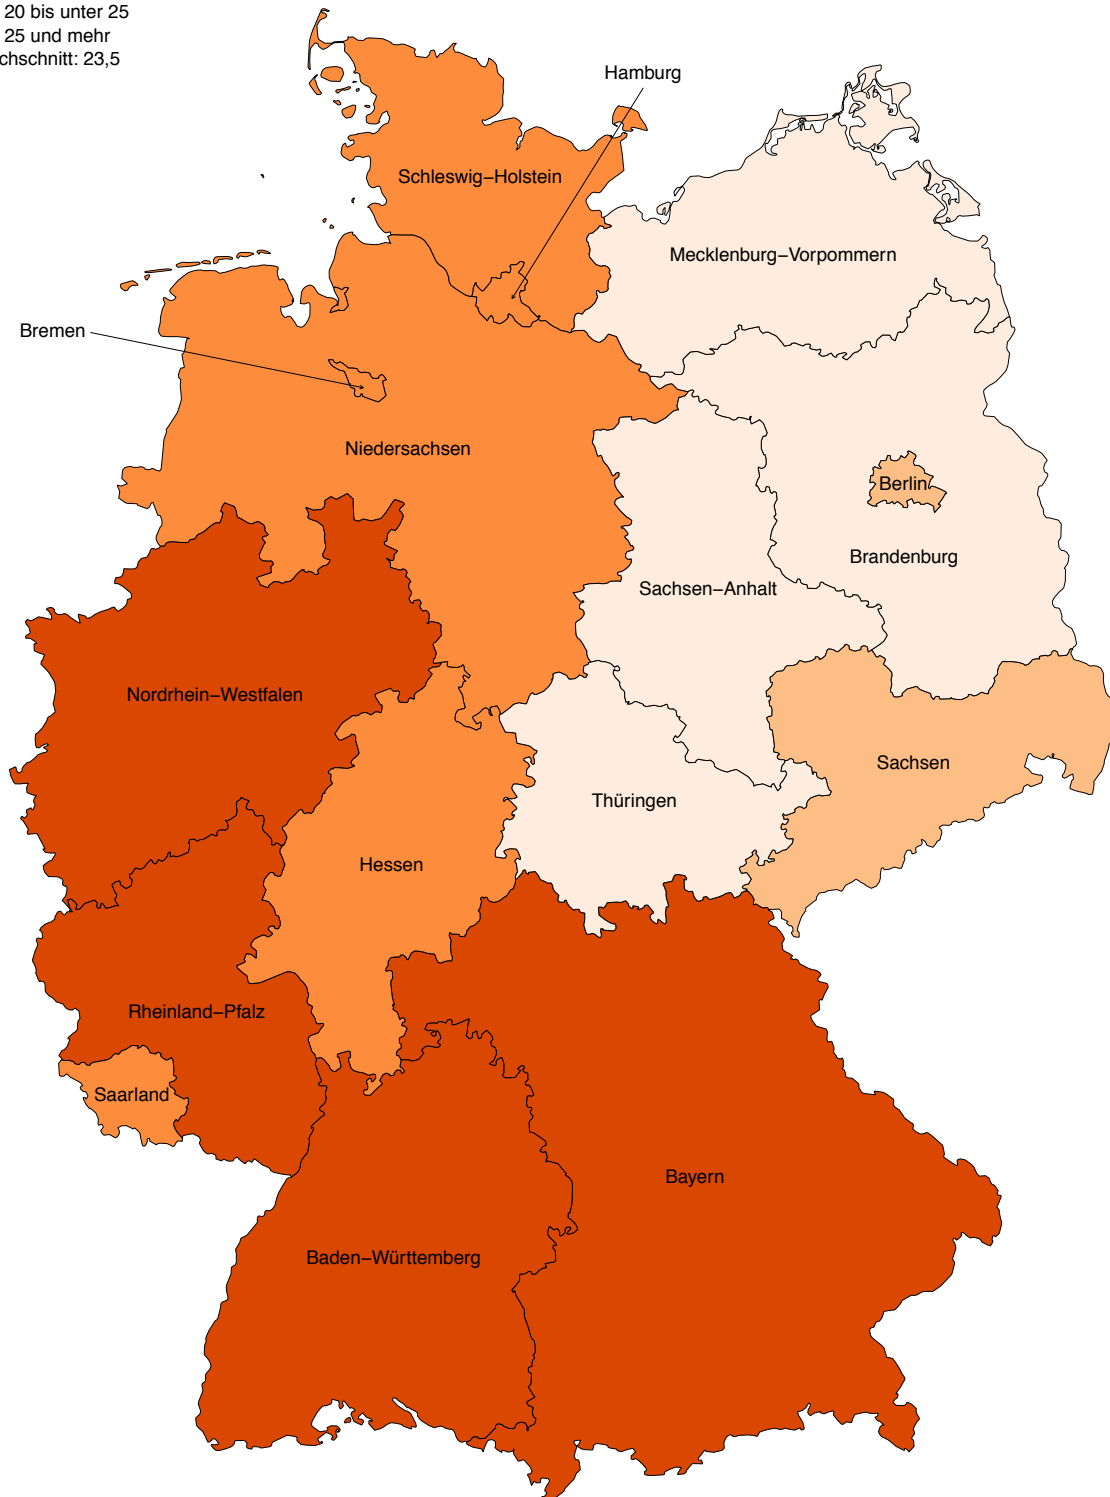 20 bis unter 25
25 und mehr
chschnitt: 23,5
Hamburg
Schleswig−Holstein
Mecklenburg−Vorpommern
Bremen
Niedersachsen
Berlin
Brandenburg
Sachsen−Anhalt
Nordrhein−Westfalen
Sachsen
Thüringen
Hessen
Rheinland−Pfalz
Saarland
Bayern
Baden−Württemberg